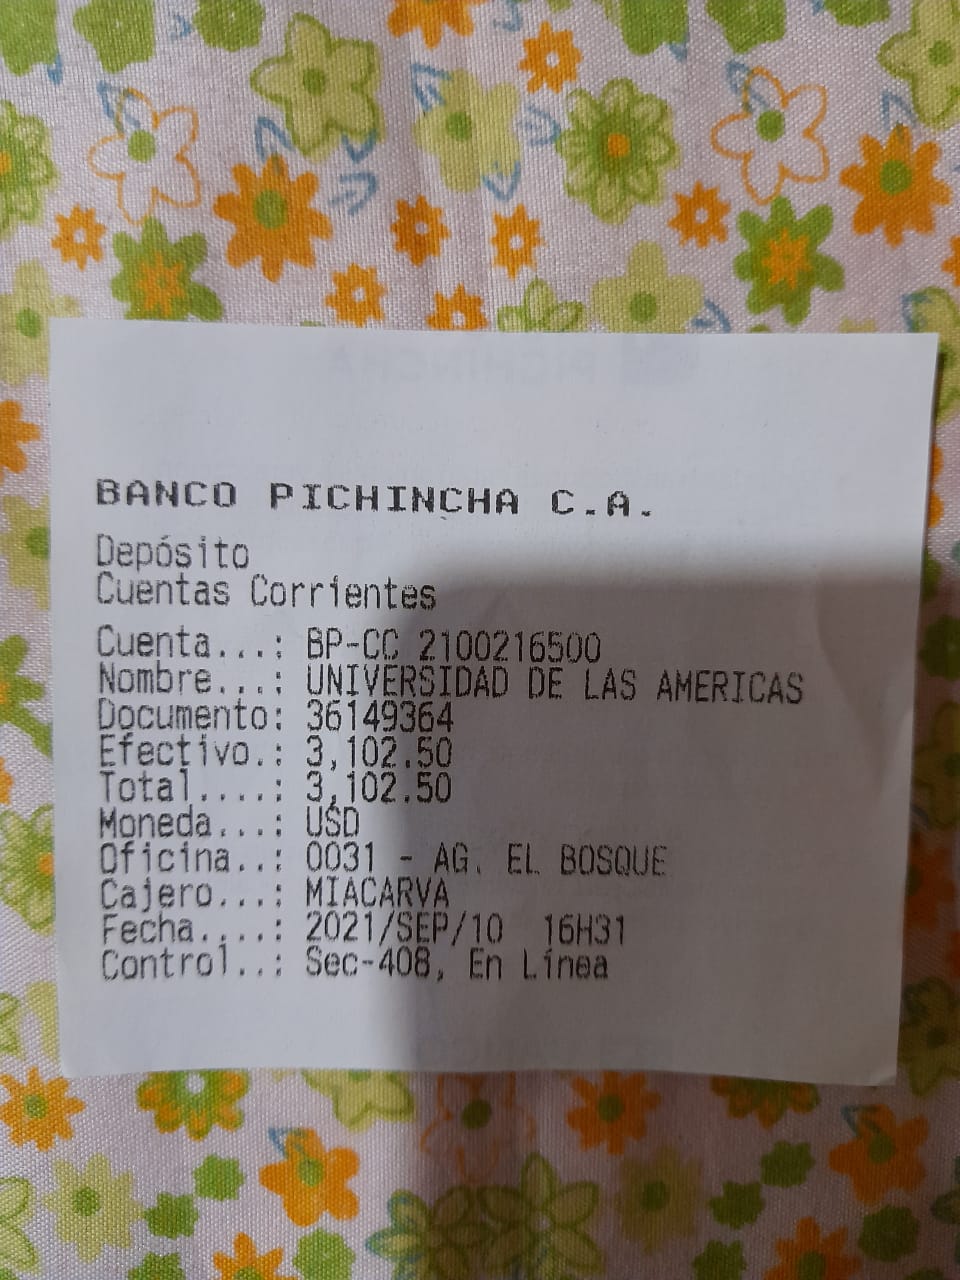 BANCO PICHINCHA C.A.
Depósito
Cuentas Corrientes
Cuenta...: BP-CC 2100216500
Nombre...: UNIVERSIDAD DE LAS AMERICAS
Documento: 36149364
Efectivo.: 3,102.50
Total....: 3,102.50
Moneda...: USD
Oficina..: 0031 - AG. EL BOSQUE
Cajero...: MIACARVA
Fecha....: 2021/SEP/10 16H31
Control..: Sec-408, En Línea